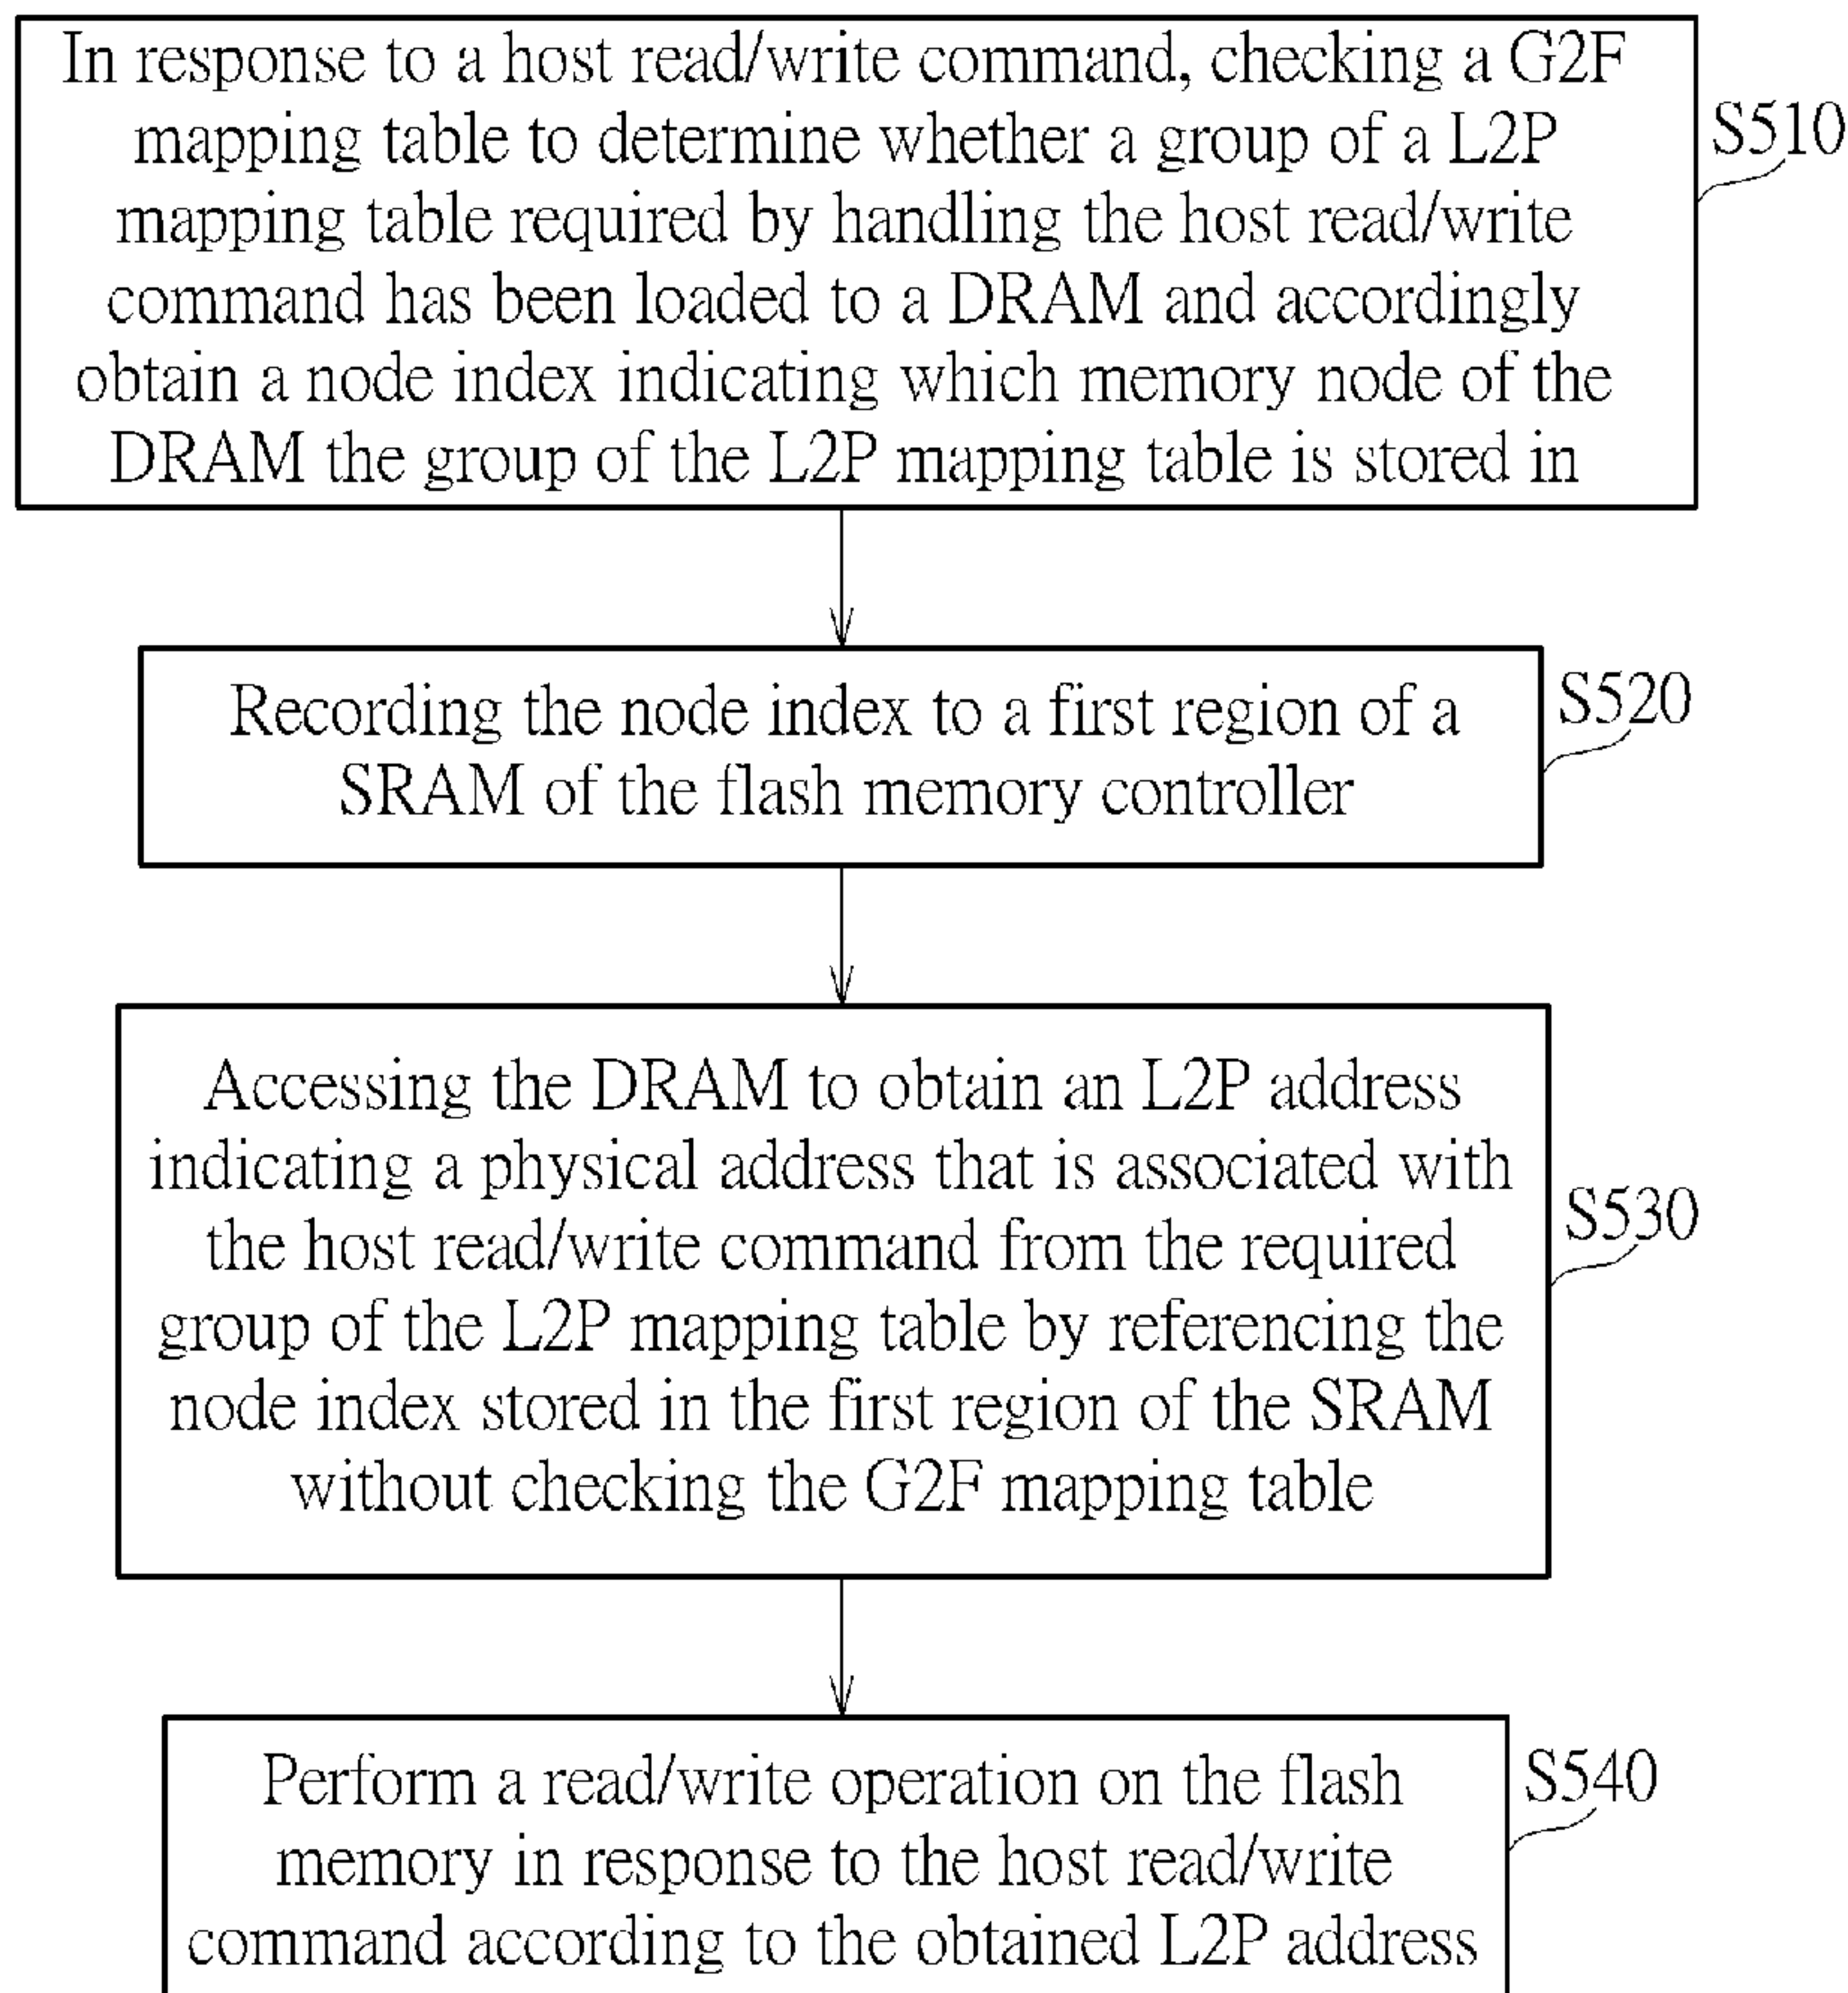 In response to a host read/write command, checking a G2F
mapping table to determine whether a group of a L2P
mapping table required by handling the host read/write
command has been loaded to a DRAM and accordingly
obtain a node index indicating which memory node of the
DRAM the group of the L2P mapping table is stored in
S510
Recording the node index to a first region of a
SRAM of the flash memory controller
S520
Accessing the DRAM to obtain an L2P address
indicating a physical address that is associated with
the host read/write command from the required
group of the L2P mapping table by referencing the
node index stored in the first region of the SRAM
without checking the G2F mapping table
S530
Perform a read/write operation on the flash
memory in response to the host read/write
command according to the obtained L2P address
S540